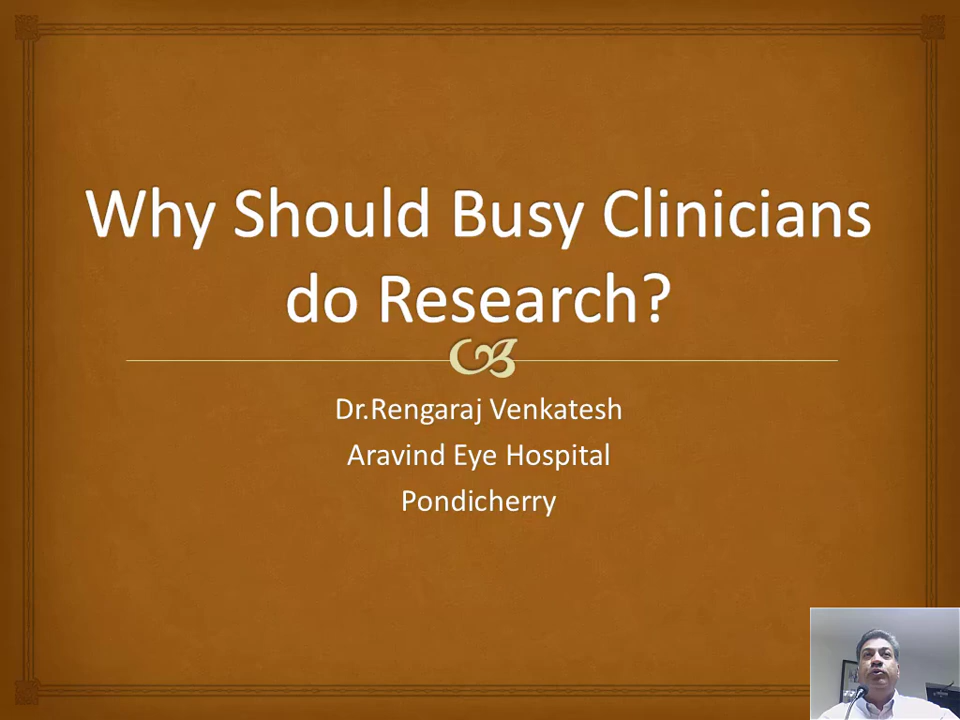 Why Should Busy Clinicians
do Research?
Dr.Rengaraj Venkatesh
Aravind Eye Hospital
Pondicherry